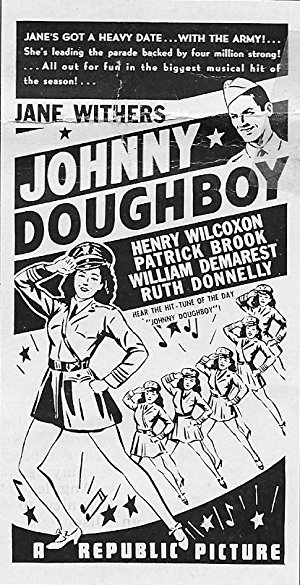 JANE'S GOT A HEAVY DATE...WITH THE ARMY!...
She's leading the parade backed by four million strong!
... All out for fun in the biggest musical hit of
the season! ...
JANE WITHERS
JOHNNY
DOUGHBOY
HENRY WILCOXON
PATRICK BROOK
WILLIAM DEMAREST
RUTH DONNELLY
HEAR THE HIT-TUNE OF THE DAY
"JOHNNY DOUGHBOY"!
A REPUBLIC PICTURE